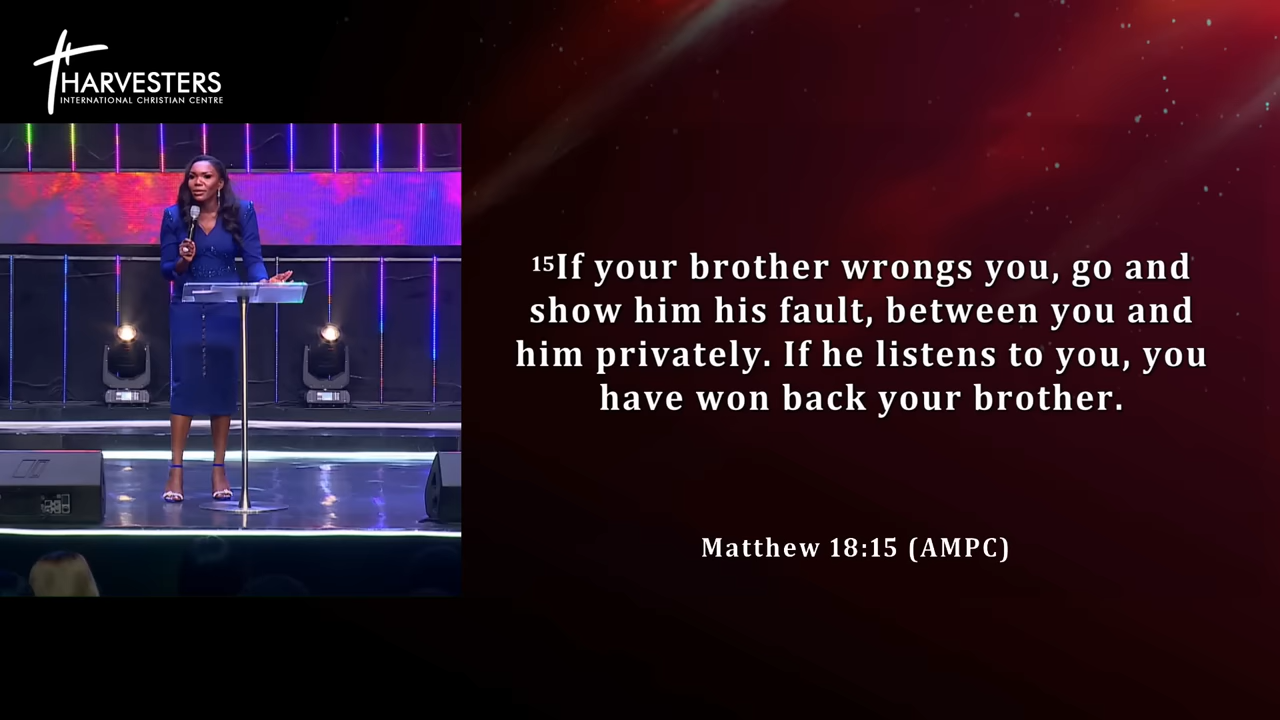 HARVESTERS
INTERNATIONAL CHRISTIAN CENTRE
¹⁵If your brother wrongs you, go and
show him his fault, between you and
him privately. If he listens to you, you
have won back your brother.
Matthew 18:15 (AMPC)